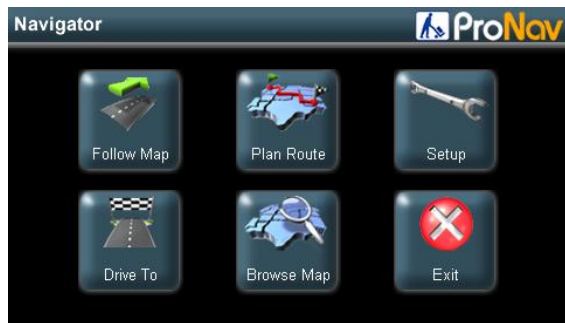 Navigator
ProNav
Follow Map
Plan Route
Setup
Drive To
Browse Map
Exit